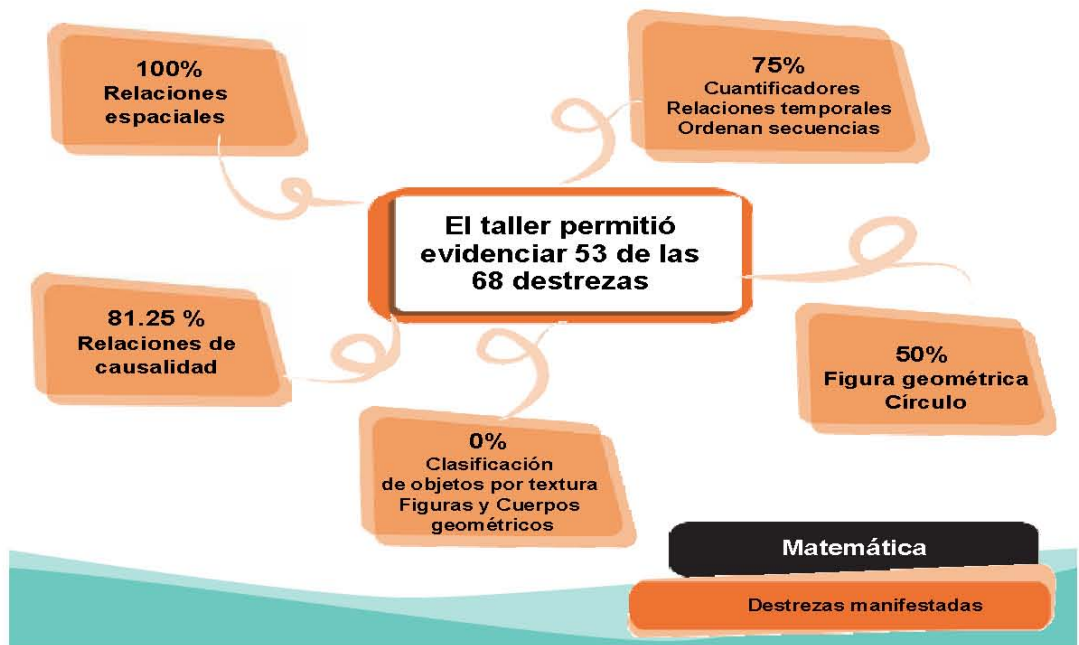 100%
Relaciones
espaciales
75%
Cuantificadores
Relaciones temporales
Ordenan secuencias
El taller permitió
evidenciar 53 de las
68 destrezas
81.25 %
Relaciones de
causalidad
50%
Figura geométrica
Círculo
0%
Clasificación
de objetos por textura
Figuras y Cuerpos
geométricos
Matemática
Destrezas manifestadas